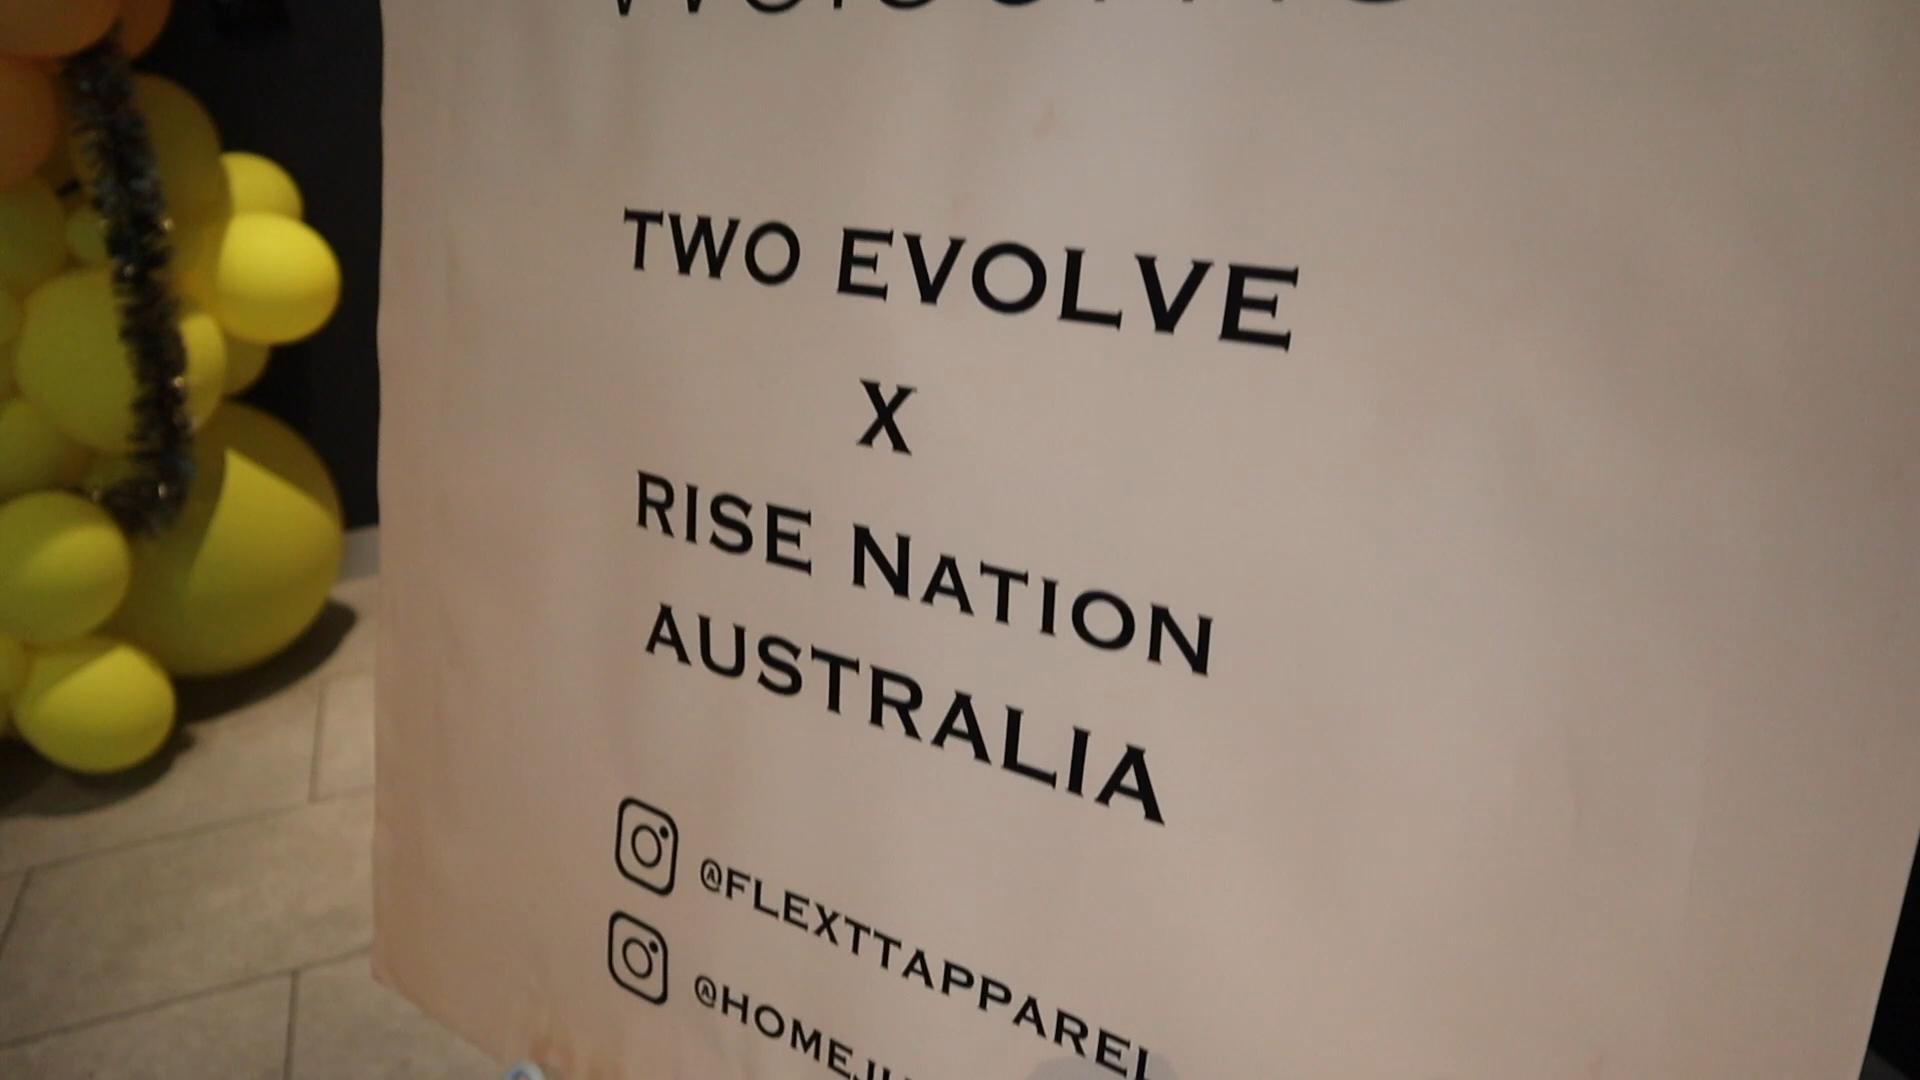 TWO EVOLVE
X
RISE NATION
AUSTRALIA
@FLEXTTAPPAREL